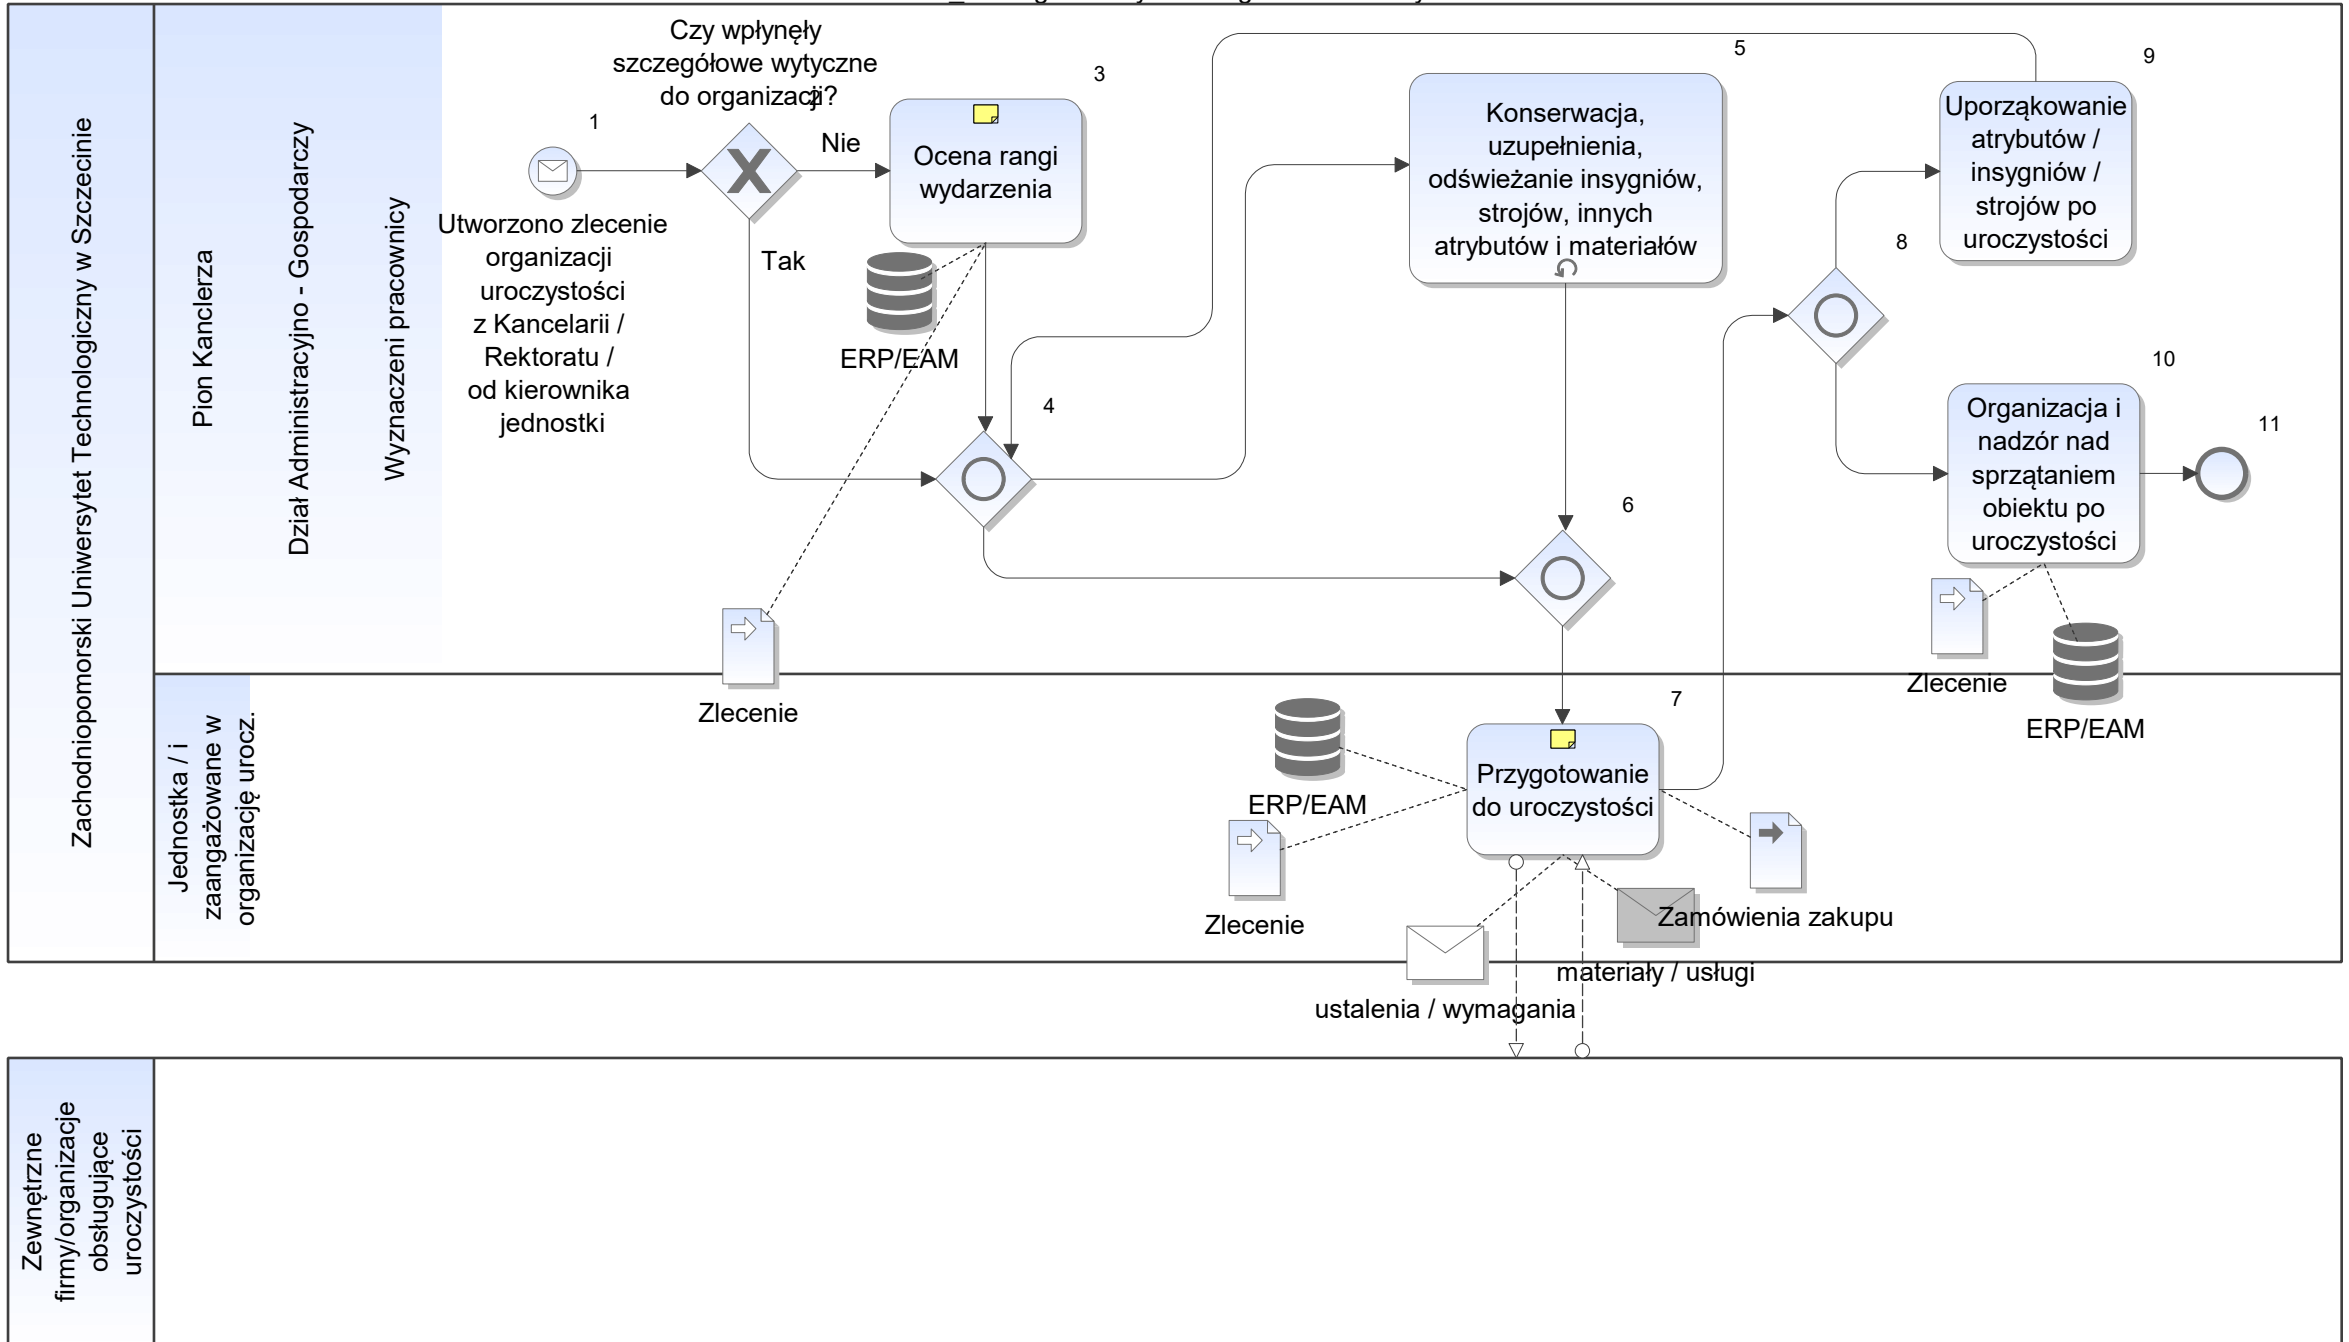 Zachodniopomorski Uniwersytet Technologiczny w Szczecinie
Pion Kanclerza
Dział Administracyjno - Gospodarczy
Wyznaczeni pracownicy
1
Utworzono zlecenie
organizacji
uroczystości
z Kancelarii /
Rektoratu /
od kierownika
jednostki
Czy wpłynęły
szczegółowe wytyczne
do organizacji?
2
Nie
Tak
3
Ocena rangi
wydarzenia
ERP/EAM
Zlecenie
4
5
Konserwacja,
uzupełnienia,
odświeżanie insygniów,
strojów, innych
atrybutów i materiałów
6
8
9
Uporząkowanie
atrybutów /
insygniów /
strojów po
uroczystości
10
Organizacja i
nadzór nad
sprzątaniem
obiektu po
uroczystości
11
Zlecenie
ERP/EAM
Jednostka / i
zaangażowane w
organizację urocz.
7
Przygotowanie
do uroczystości
ERP/EAM
Zlecenie
Zamówienia zakupu
materiały / usługi
ustalenia / wymagania
Zewnętrzne
firmy/organizacje
obsługujące
uroczystości